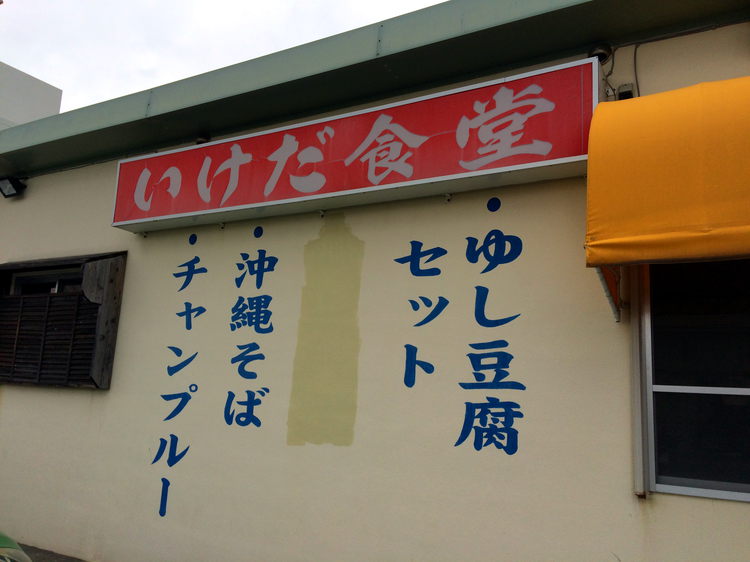 いけだ食堂
・ゆし豆腐
セット
・沖縄そば
・チャンプルー